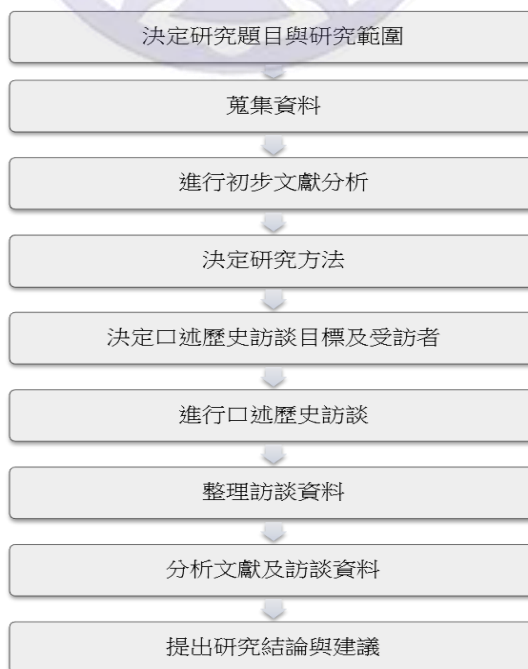 決定研究題目與研究範圍
蒐集資料
進行初步文獻分析
決定研究方法
決定口述歷史訪談目標及受訪者
進行口述歷史訪談
整理訪談資料
分析文獻及訪談資料
提出研究結論與建議